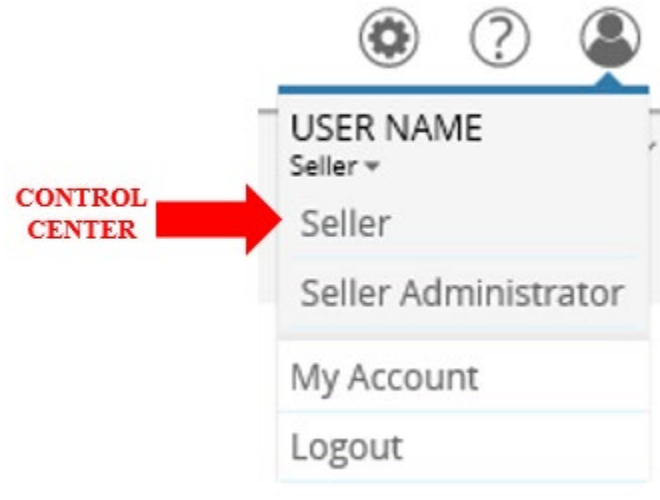 ?
USER NAME
Seller
CONTROL
CENTER
Seller
Seller Administrator
My Account
Logout